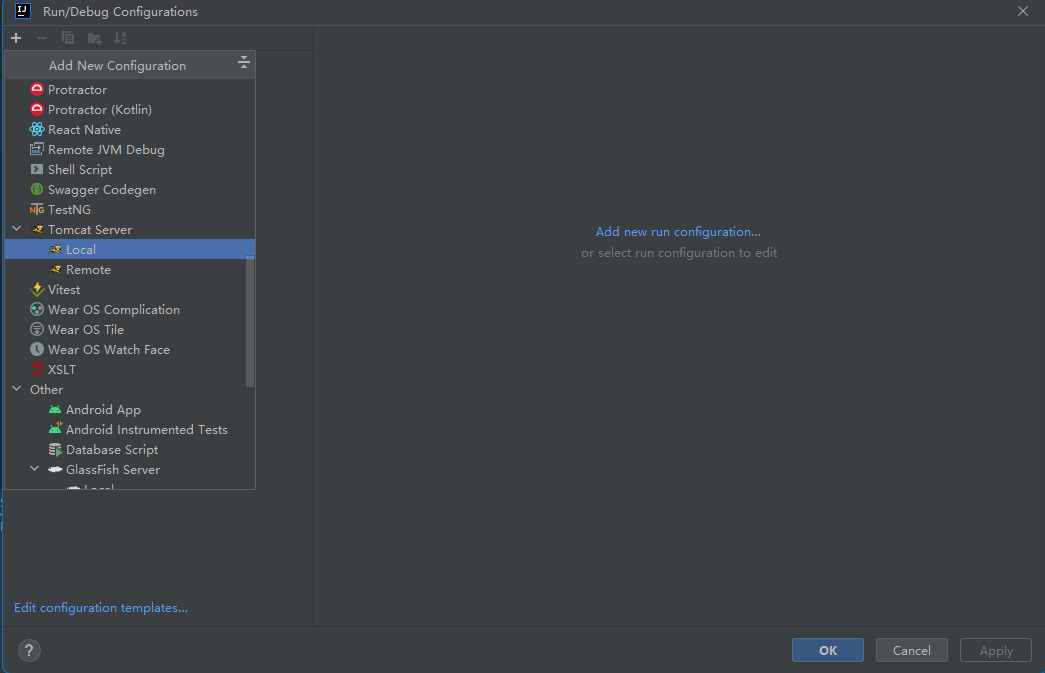 Run/Debug Configurations
Add New Configuration
Protractor
Protractor (Kotlin)
React Native
Remote JVM Debug
Shell Script
Swagger Codegen
TestNG
Tomcat Server
Local
Remote
Vitest
Wear OS Complication
Wear OS Tile
Wear OS Watch Face
XSLT
Other
Android App
Android Instrumented Tests
Database Script
GlassFish Server
Local
Add new run configuration...
or select run configuration to edit
Edit configuration templates...
?
OK
Cancel
Apply